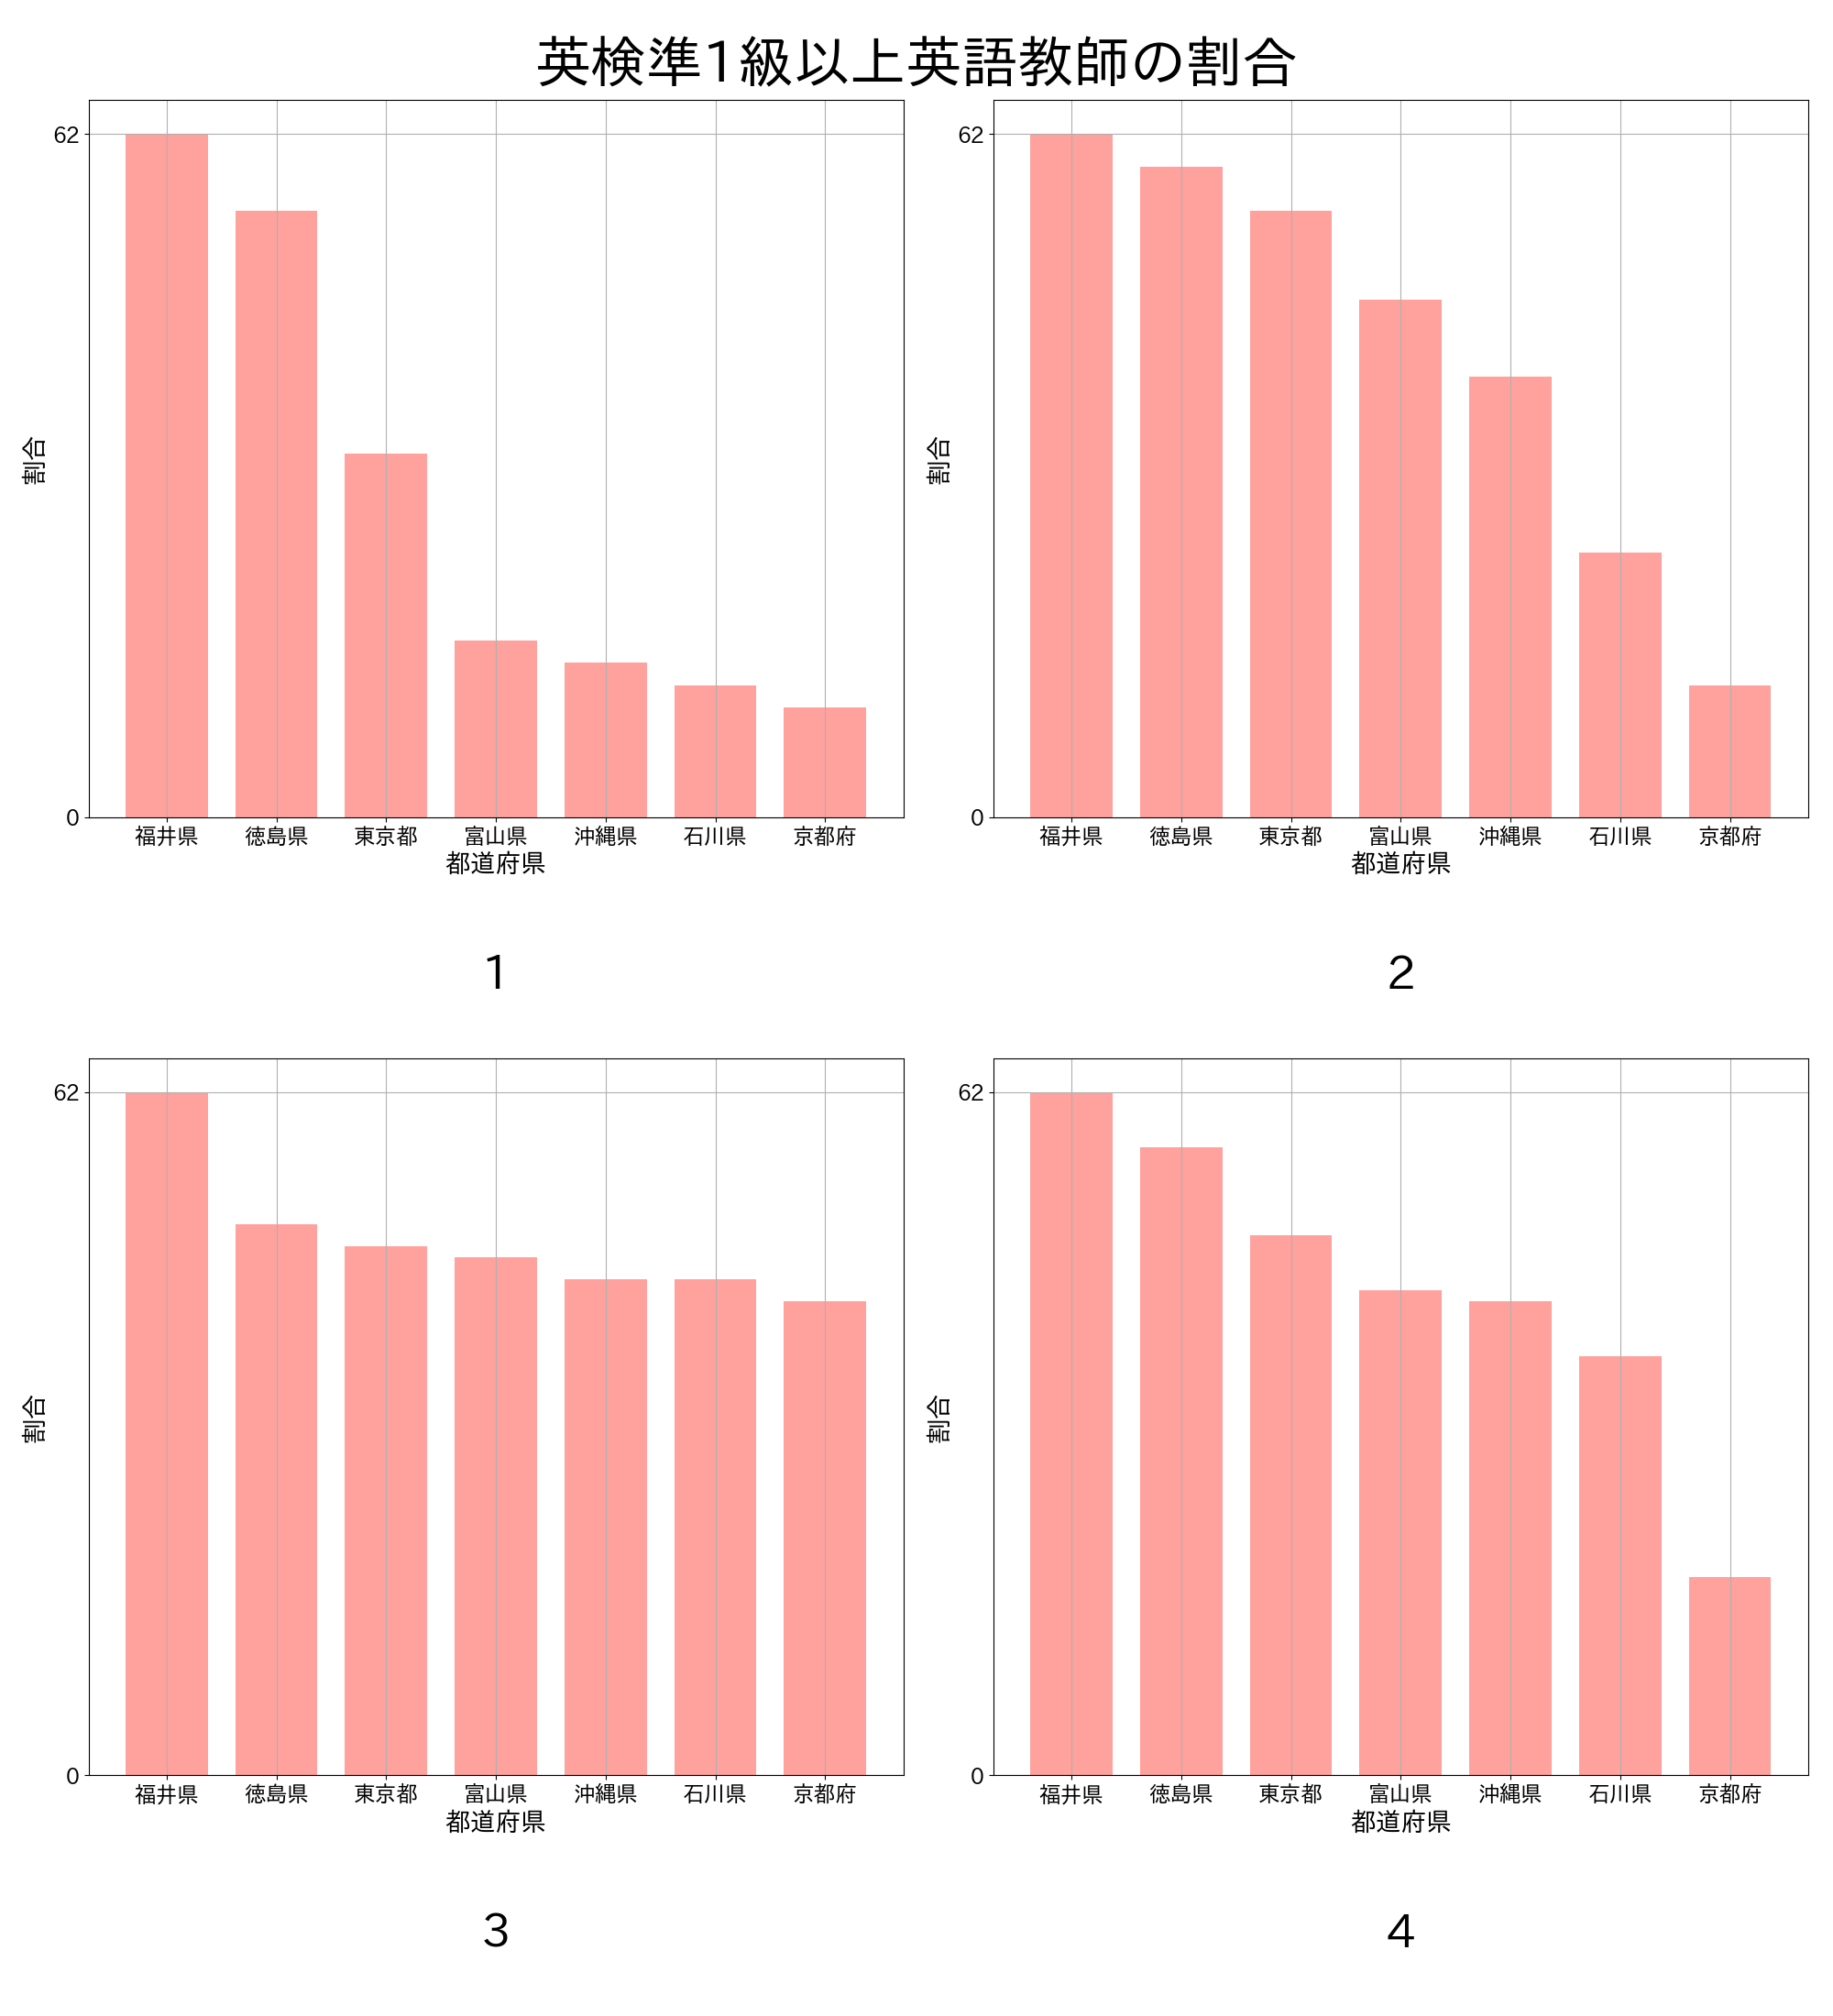 英検準1級以上英語教師の割合
62
0
割合
福井県 徳島県 東京都 富山県 沖縄県 石川県 京都府
都道府県
1
62
0
割合
福井県 徳島県 東京都 富山県 沖縄県 石川県 京都府
都道府県
2
62
0
割合
福井県 徳島県 東京都 富山県 沖縄県 石川県 京都府
都道府県
3
62
0
割合
福井県 徳島県 東京都 富山県 沖縄県 石川県 京都府
都道府県
4